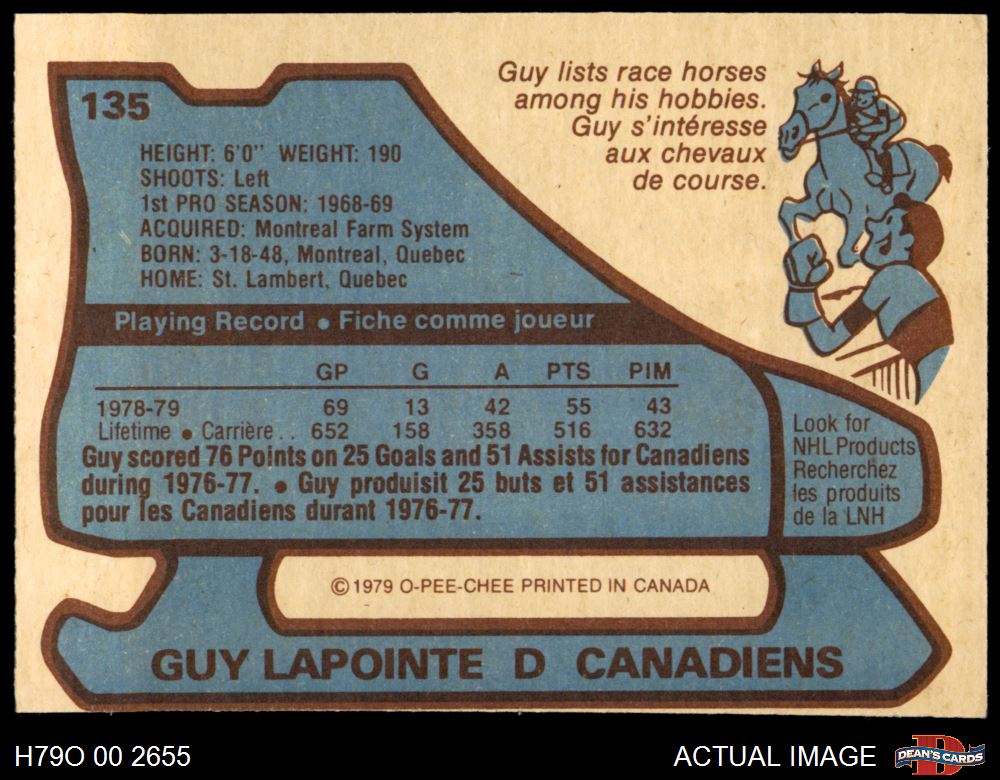 135
Guy lists race horses
among his hobbies.
Guy s'intéresse
aux chevaux
de course.
HEIGHT: 6'0" WEIGHT: 190
SHOOTS: Left
1st PRO SEASON: 1968-69
ACQUIRED: Montreal Farm System
BORN: 3-18-48, Montreal, Quebec
HOME: St. Lambert, Quebec
Playing Record • Fiche comme joueur
GP G A PTS PIM
1978-79 69 13 42 55 43
Lifetime • Carrière . . 652 158 358 516 632
Guy scored 76 Points on 25 Goals and 51 Assists for Canadiens
during 1976-77. • Guy produisit 25 buts et 51 assistances
pour les Canadiens durant 1976-77.
Look for
NHL Products
Recherchez
les produits
de la LNH
© 1979 O-PEE-CHEE PRINTED IN CANADA
GUY LAPOINTE D CANADIENS
H79O 00 2655
ACTUAL IMAGE
DEAN'S CARDS